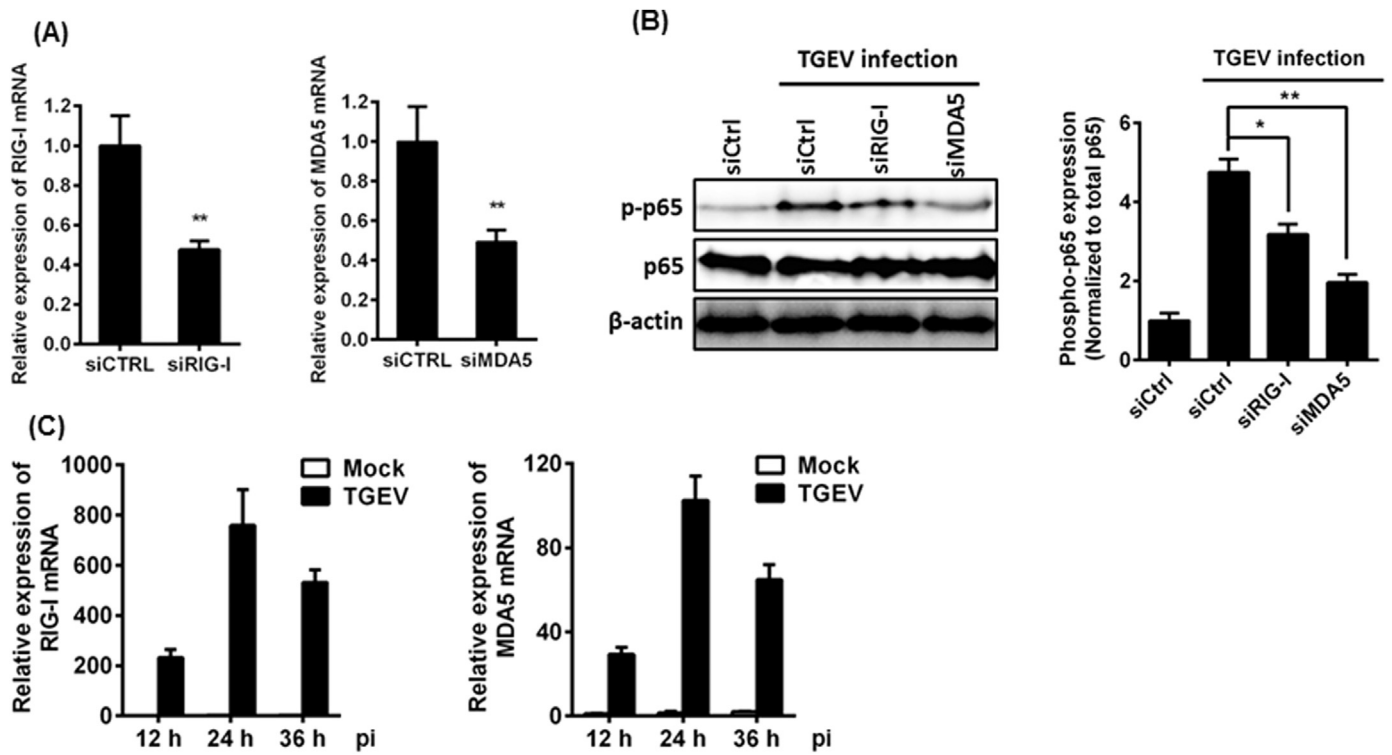 (A)
Relative expression of RIG-I mRNA
1.2
1.0
0.8
0.6
0.4
0.2
0.0
**
siCTRL siRIG-I
Relative expression of MDA5 mRNA
1.2
1.0
0.8
0.6
0.4
0.2
0.0
**
siCTRL siMDA5
(B)
TGEV infection
siCtrl
siCtrl
siRIG-I
siMDA5
p-p65
p65
β-actin
TGEV infection
Phospho-p65 expression
(Normalized to total p65)
6
4
2
0
**
*
siCtrl
siCtrl
siRIG-I
siMDA5
(C)
Relative expression of
RIG-I mRNA
1000
800
600
400
200
0
Mock
TGEV
12 h 24 h 36 h pi
Relative expression of
MDA5 mRNA
120
80
40
0
Mock
TGEV
12 h 24 h 36 h pi